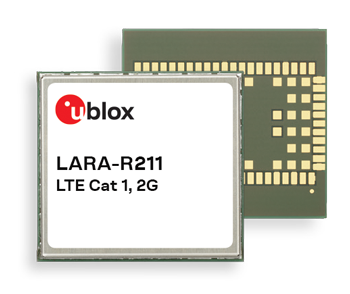 ublox
LARA-R211
LTE Cat 1, 2G